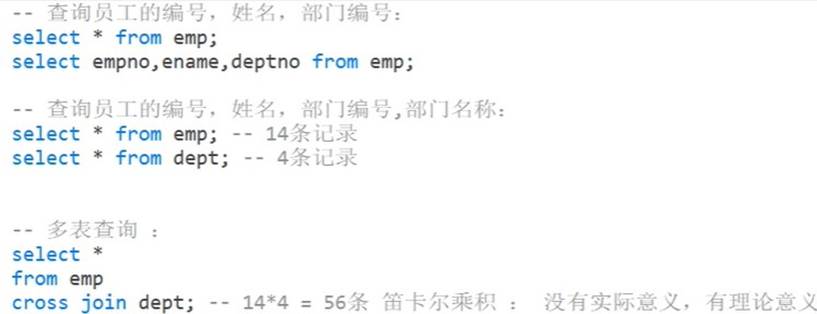 -- 查询员工的编号，姓名，部门编号：
select * from emp;
select empno,ename,deptno from emp;
-- 查询员工的编号，姓名，部门编号,部门名称：
select * from emp; -- 14条记录
select * from dept; -- 4条记录
-- 多表查询 ：
select *
from emp
cross join dept; -- 14*4 = 56条 笛卡尔乘积 ： 没有实际意义，有理论意义